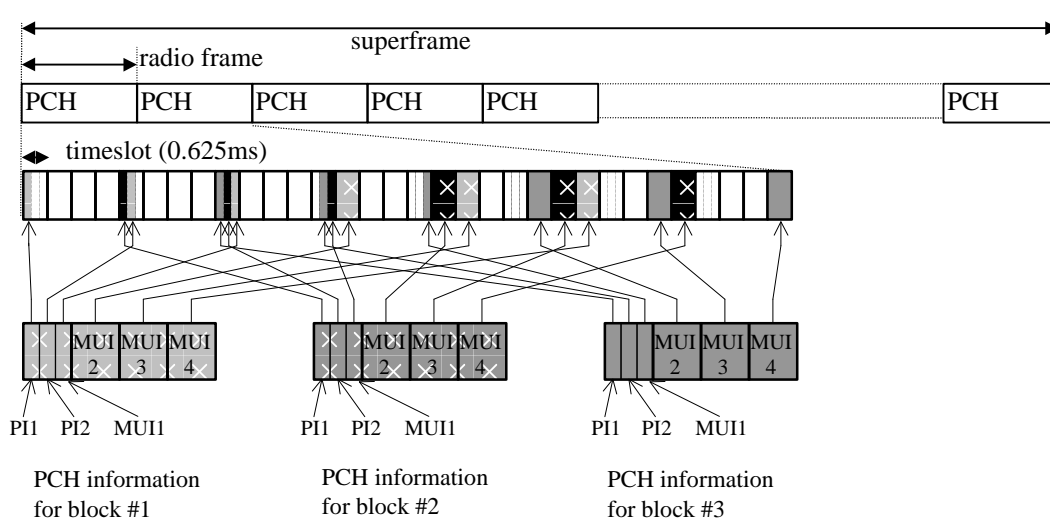 superframe
radio frame
PCH PCH PCH PCH PCH PCH
timeslot (0.625ms)
MUI MUI MUI MUI MUI MUI MUI MUI MUI
2 3 4 2 3 4 2 3 4
PI1 PI2 MUI1 PI1 PI2 MUI1 PI1 PI2 MUI1
PCH information
for block #1
PCH information
for block #2
PCH information
for block #3